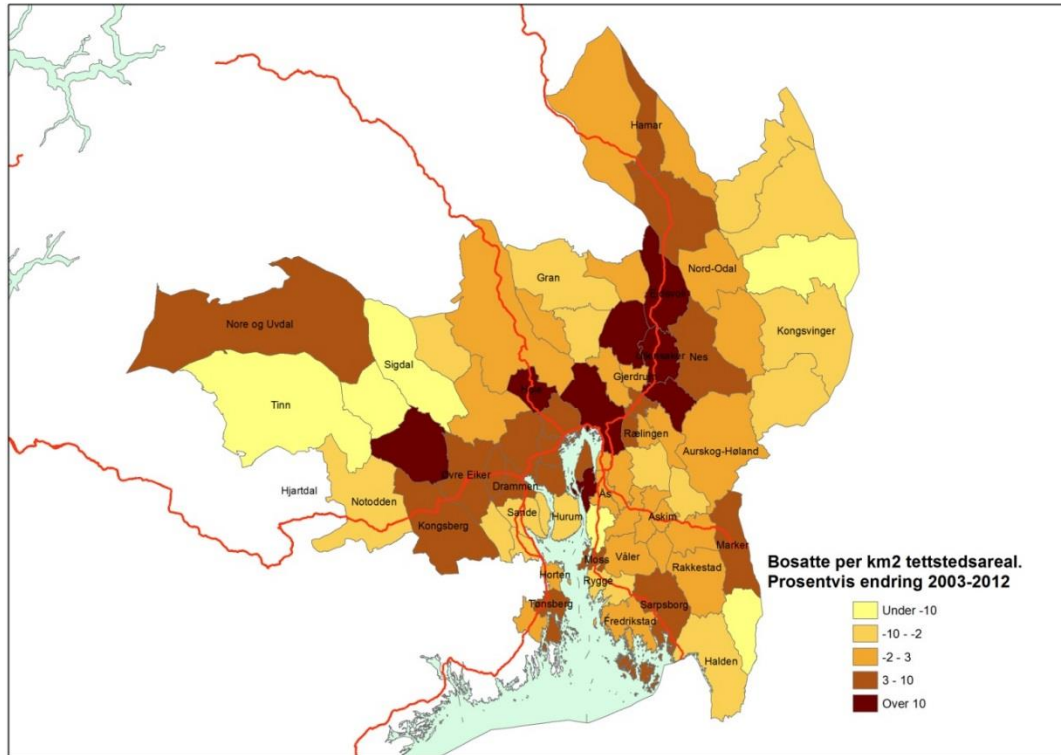 Hamar
Gran
Nord-Odal
Nore og Uvdal
Kongsvinger
Sigdal
Nes
Gjerdrum
Tinn
Rælingen
Aurskog-Høland
Øvre Eiker
Hjartdal
Drammen
Notodden
Ås
Sande
Hurum
Askim
Kongsberg
Marker
Moss
Våler
Rakkestad
Horten
Rygge
Tønsberg
Sarpsborg
Fredrikstad
Halden
Bosatte per km2 tettstedsareal.
Prosentvis endring 2003-2012
Under -10
-10 - -2
-2 - 3
3 - 10
Over 10